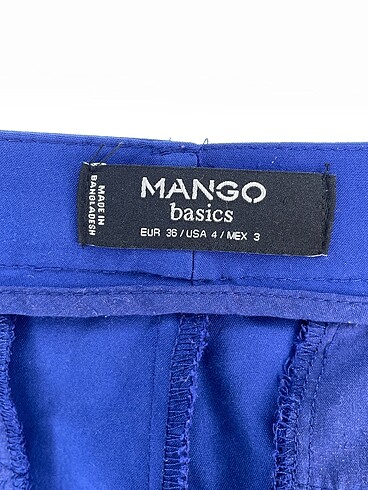 MANGO
basics
EUR 36 / USA 4 / MEX 3
MADE IN
BANGLADESH